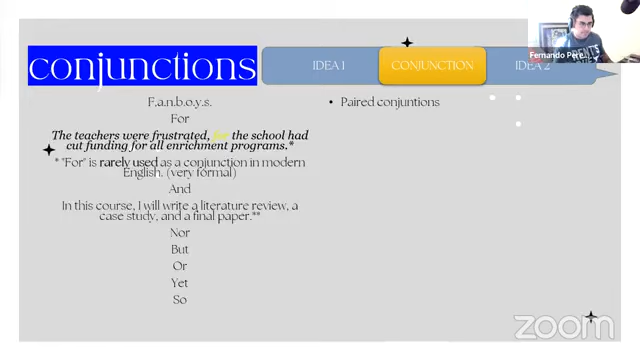 Fernando Pere...
conjunctions
IDEA 1
CONJUNCTION
IDEA 2
F.a.n.b.o.y.s.
For
The teachers were frustrated, for the school had
cut funding for all enrichment programs.*
* "For" is rarely used as a conjunction in modern
English. (very formal)
And
In this course, I will write a literature review, a
case study, and a final paper.**
Nor
But
Or
Yet
So
• Paired conjuntions
zoom